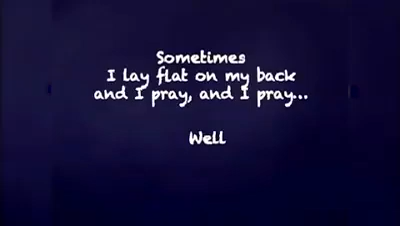 Sometimes
I lay flat on my back
and I pray, and I pray...
Well